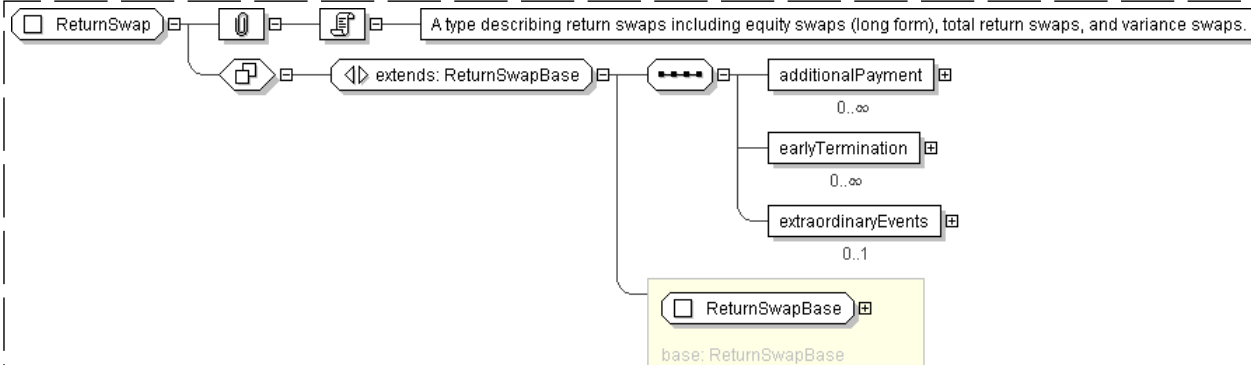 ReturnSwap
A type describing return swaps including equity swaps (long form), total return swaps, and variance swaps.
extends: ReturnSwapBase
additionalPayment
0..∞
earlyTermination
0..∞
extraordinaryEvents
0..1
ReturnSwapBase
base: ReturnSwapBase